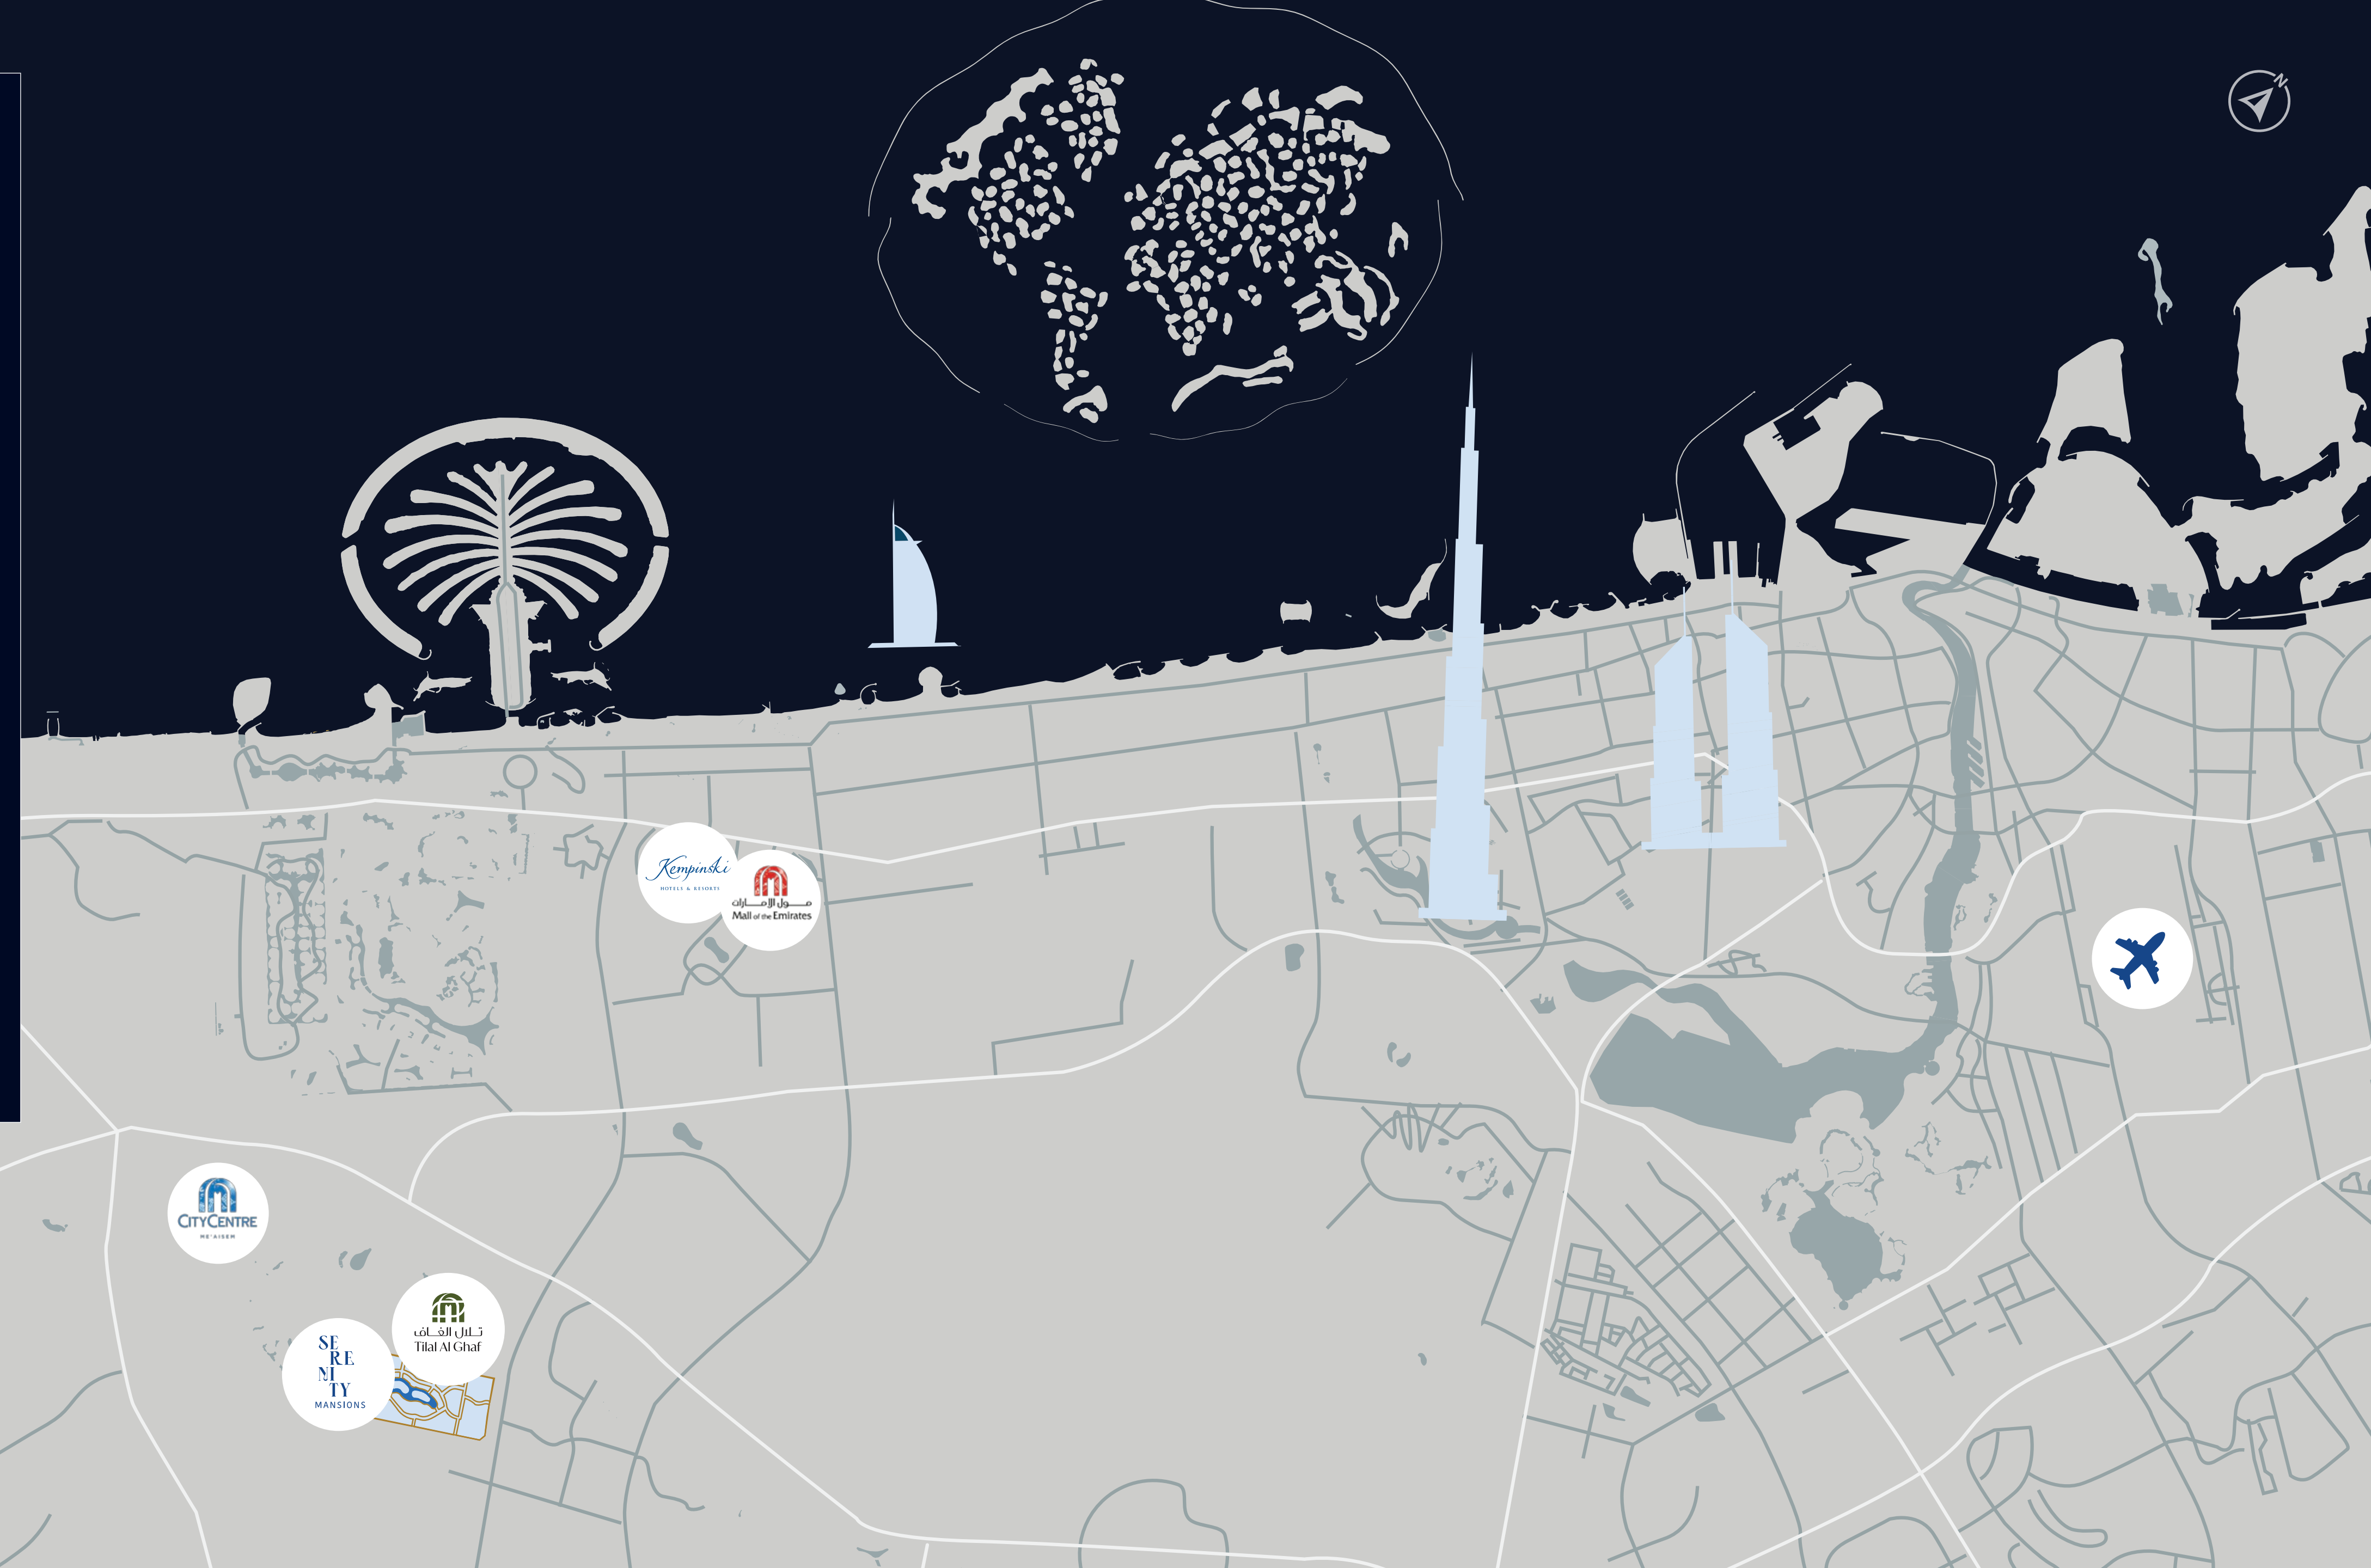 N
Kempinski
HOTELS & RESORTS
مول الإمارات
Mall of the Emirates
CITY CENTRE
ME'AISEM
تلال الغاف
Tilal Al Ghaf
SE
RE
NI
TY
MANSIONS